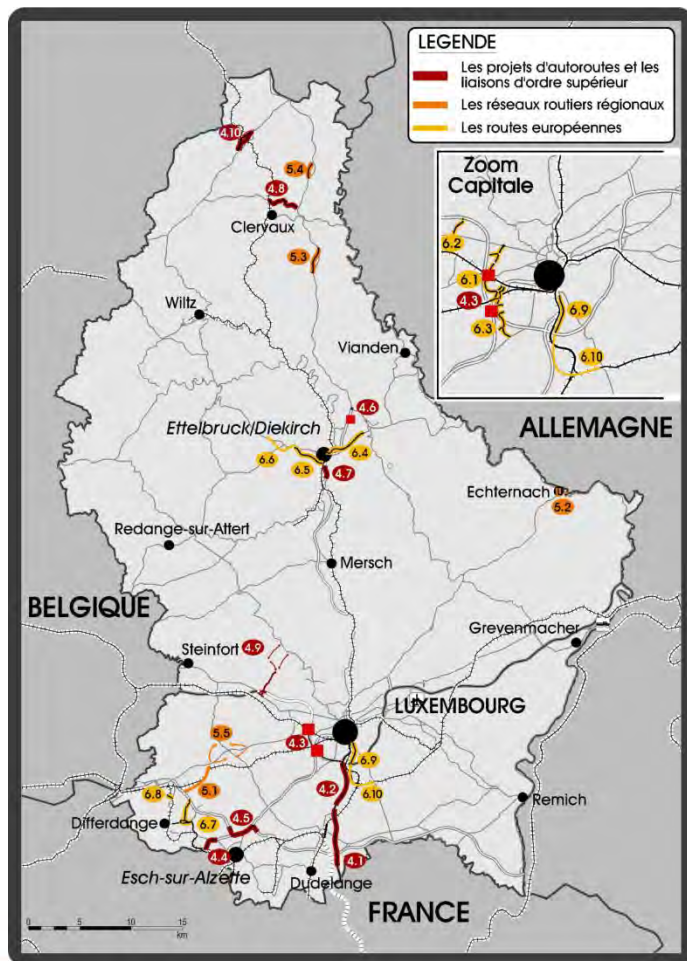 LEGENDE
Les projets d'autoroutes et les
liaisons d'ordre supérieur
Les réseaux routiers régionaux
Les routes européennes
Zoom
Capitale
6.2
6.1
4.3
6.3
6.9
6.10
4.10
5.4
4.8
Clervaux
5.3
Wiltz
Vianden
4.6
ALLEMAGNE
Ettelbruck/Diekirch
6.6
6.5
6.4
4.7
Echternach
5.2
Redange-sur-Attert
Mersch
BELGIQUE
Grevenmacher
Steinfort
4.9
LUXEMBOURG
5.5
4.3
6.9
6.8
5.1
4.2
6.10
Remich
Differdange
6.7
4.5
4.4
4.1
Esch-sur-Alzette
Dudelange
FRANCE
0 5 10 15
km